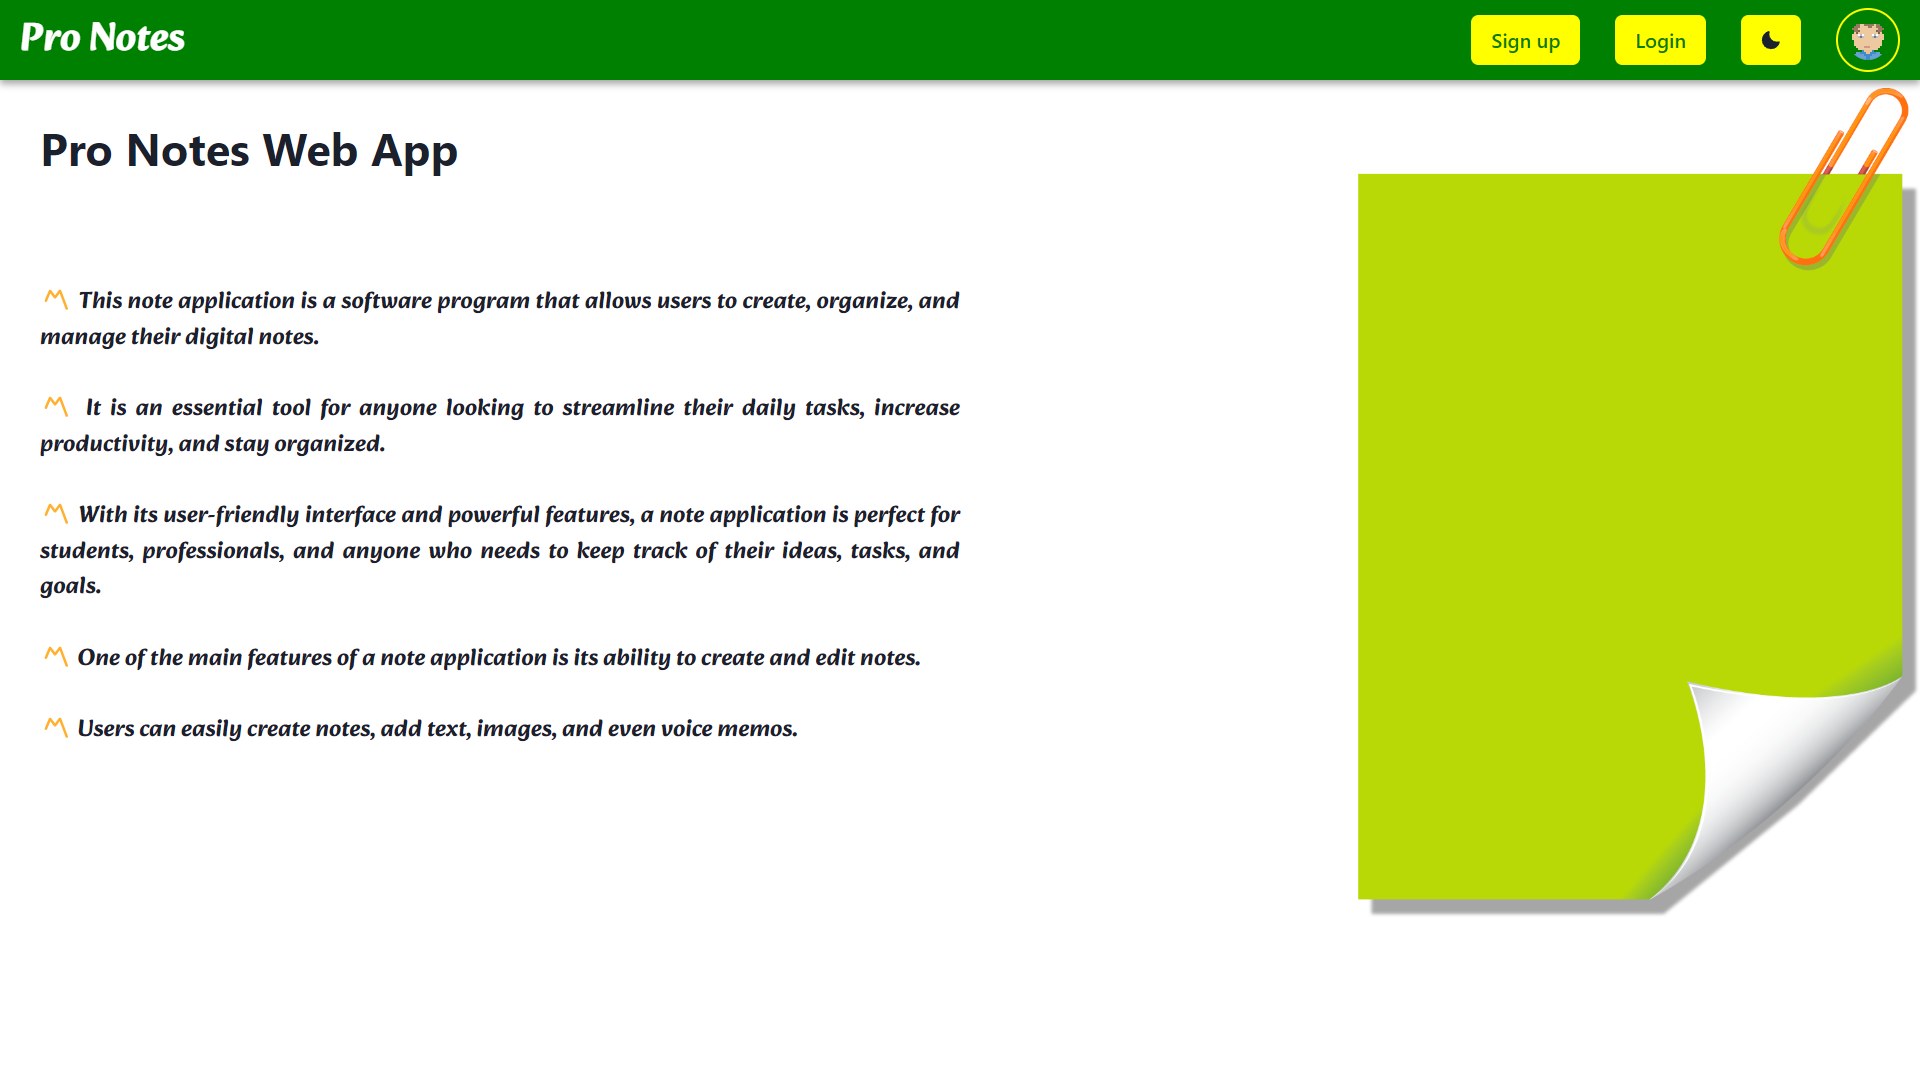 Pro Notes
Sign up
Login
Pro Notes Web App
This note application is a software program that allows users to create, organize, and
manage their digital notes.
It is an essential tool for anyone looking to streamline their daily tasks, increase
productivity, and stay organized.
With its user-friendly interface and powerful features, a note application is perfect for
students, professionals, and anyone who needs to keep track of their ideas, tasks, and
goals.
One of the main features of a note application is its ability to create and edit notes.
Users can easily create notes, add text, images, and even voice memos.